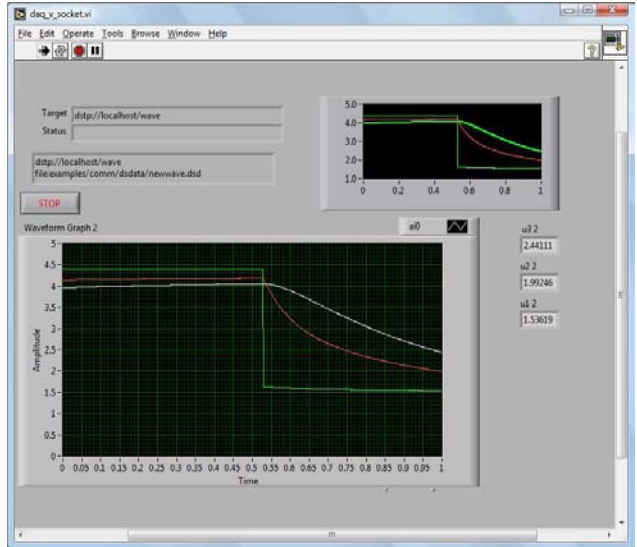 daq_v_socket.vi
File Edit Operate Tools Browse Window Help
?
Target dstp://localhost/wave
Status
dstp://localhost/wave
file:examples/comm/dsdata/newwave.dsd
STOP
5.0
4.0
3.0
2.0
1.0
0 0.2 0.4 0.6 0.8 1
Waveform Graph 2
ai0
u3 2
2.44111
u2 2
1.99246
u1 2
1.53619
Amplitude
5
4.5
4
3.5
3
2.5
2
1.5
1
0.5
0
0 0.05 0.1 0.15 0.2 0.25 0.3 0.35 0.4 0.45 0.5 0.55 0.6 0.65 0.7 0.75 0.8 0.85 0.9 0.95 1
Time